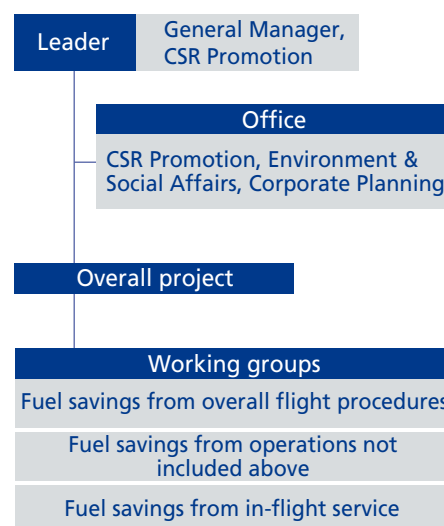 Leader
General Manager,
CSR Promotion
Office
CSR Promotion, Environment &
Social Affairs, Corporate Planning
Overall project
Working groups
Fuel savings from overall flight procedures
Fuel savings from operations not
included above
Fuel savings from in-flight service